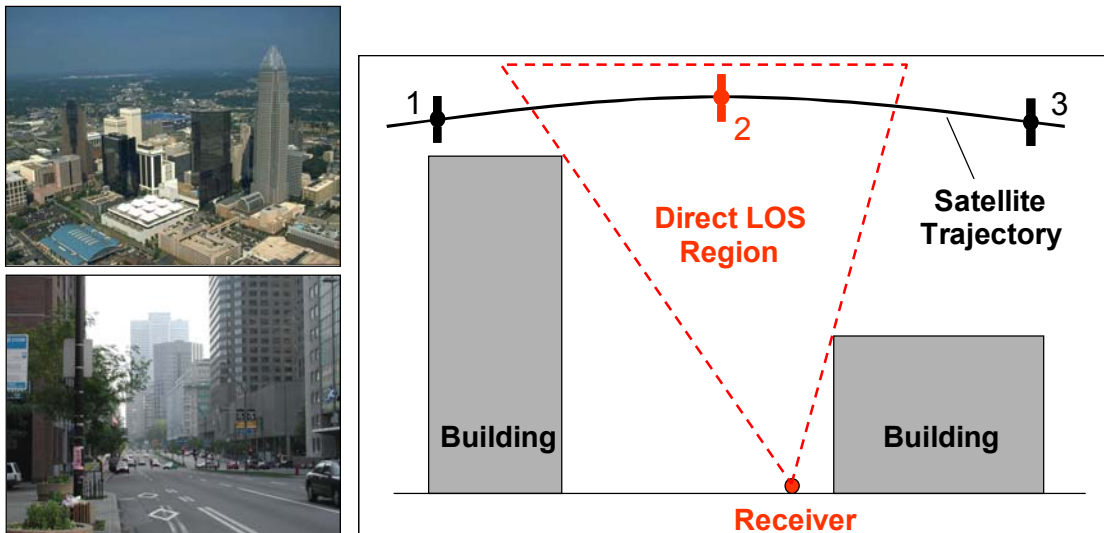 1
2
3
Direct LOS
Region
Satellite
Trajectory
Building
Building
Receiver